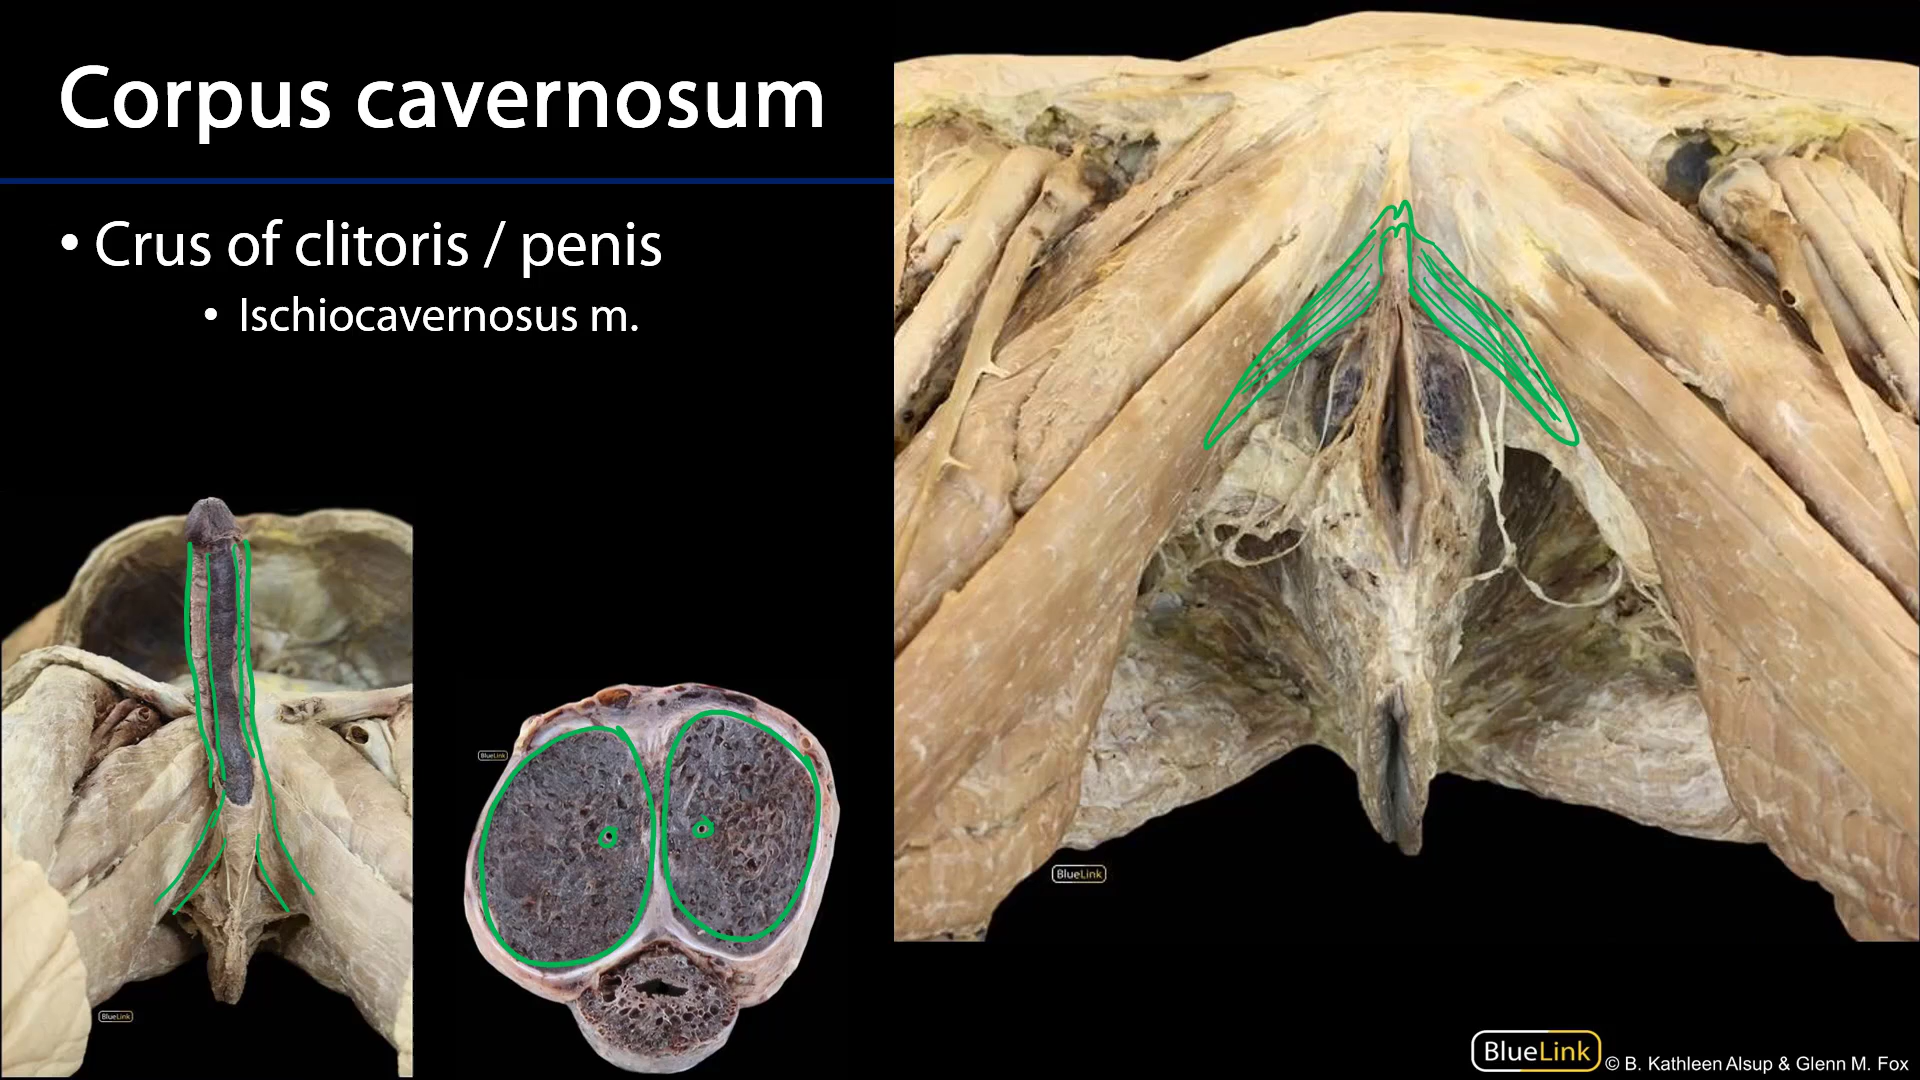 Corpus cavernosum
• Crus of clitoris / penis
• Ischiocavernosus m.
BlueLink
BlueLink
BlueLink
BlueLink © B. Kathleen Alsup & Glenn M. Fox